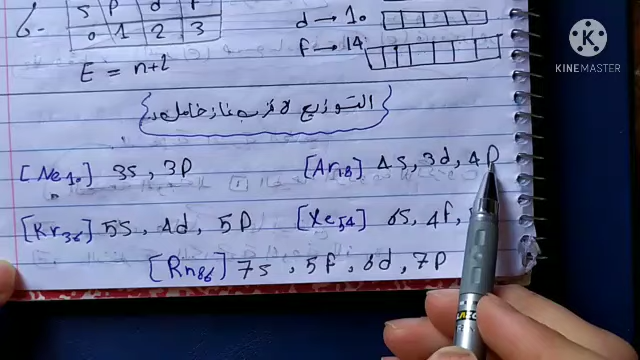 s p d f
0 1 2 3
6-
d → 10
f → 14
E = n+l
KINEMASTER
التوزيع لاقرب غاز خامل
[Ne10] 3s, 3P
[Ar18] 4s, 3d, 4P
[Kr36] 5s, 4d, 5P
[Xe54] 6s, 4f,
[Rn86] 7s, 5f, 6d, 7P